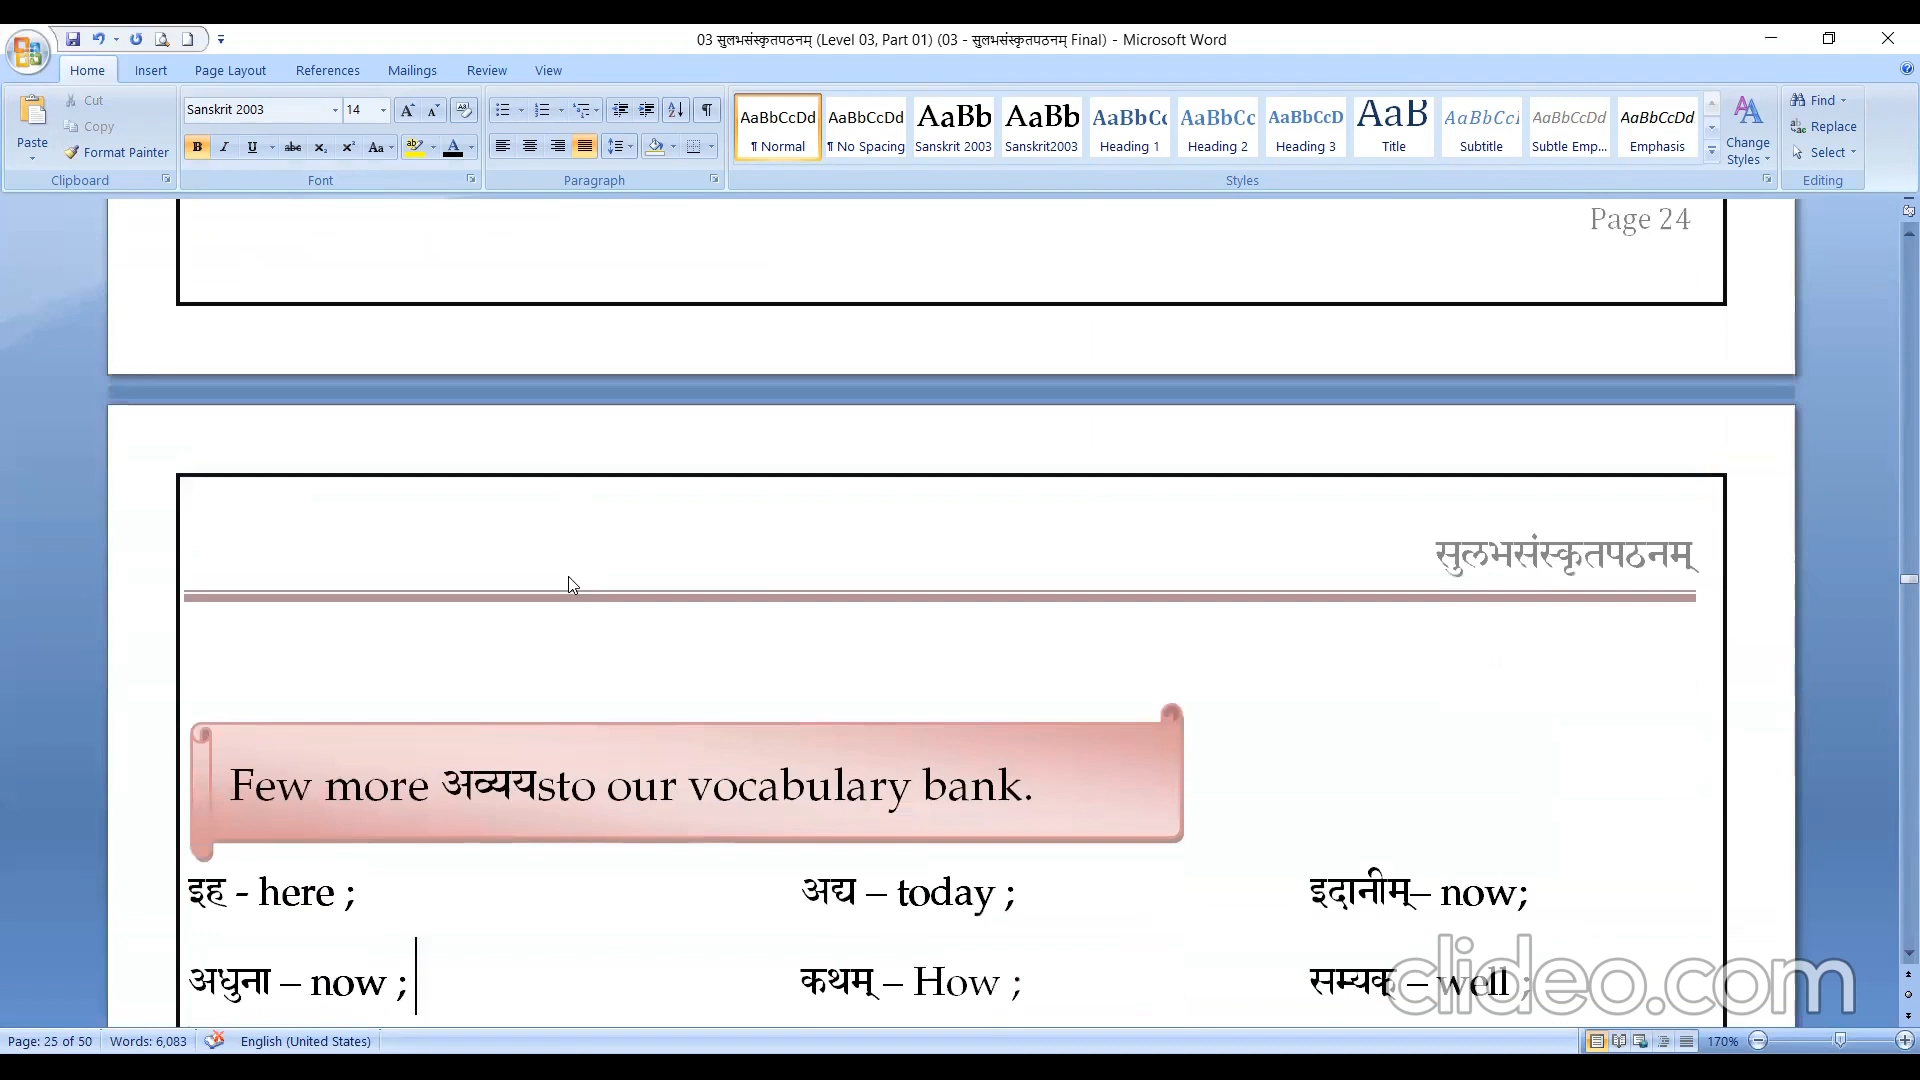 03 सुलभसंस्कृतपठनम् (Level 03, Part 01) (03 - सुलभसंस्कृतपठनम् Final) - Microsoft Word
Home Insert Page Layout References Mailings Review View
Paste Cut Copy Format Painter Clipboard
Sanskrit 2003 14 Font
Paragraph
AaBbCcDd AaBbCcDd AaBb AaBb AaBbCc AaBbCc AaBbCcD AaB AaBbCcI AaBbCcDd AaBbCcDd
¶ Normal ¶ No Spacing Sanskrit 2003 Sanskrit2003 Heading 1 Heading 2 Heading 3 Title Subtitle Subtle Emp... Emphasis
Change Styles
Styles
Find Replace Select Editing
Page 24
सुलभसंस्कृतपठनम्
Few more अव्ययsto our vocabulary bank.
इह - here ; अद्य – today ; इदानीम्– now;
अधुना – now ; कथम् – How ; सम्यक् – well ;
clideo.com
Page: 25 of 50 Words: 6,083 English (United States) 170%